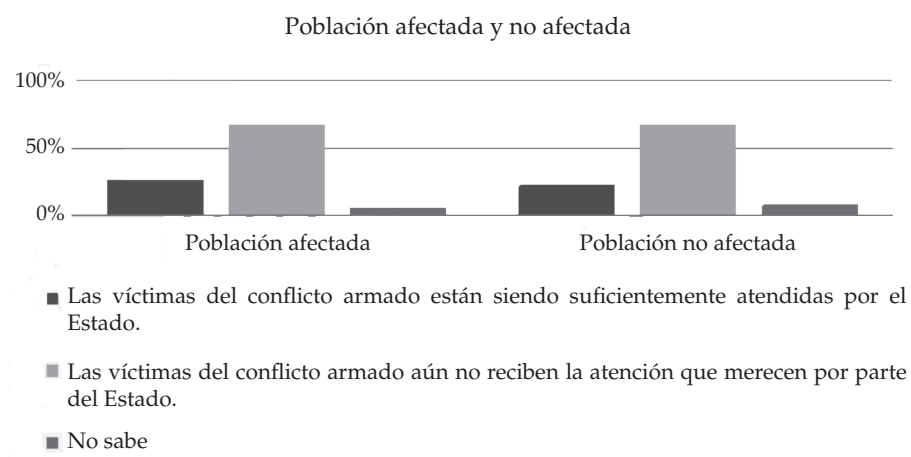 Población afectada y no afectada
100%
50%
0%
Población afectada
Población no afectada
Las víctimas del conflicto armado están siendo suficientemente atendidas por el
Estado.
Las víctimas del conflicto armado aún no reciben la atención que merecen por parte
del Estado.
No sabe